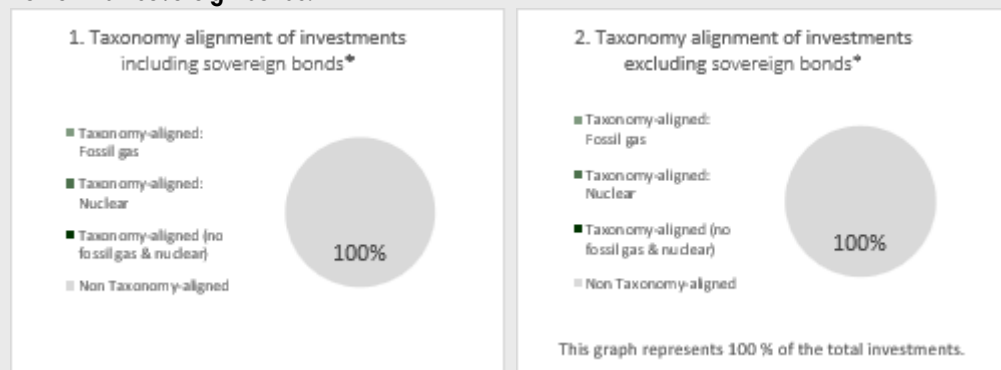 1. Taxonomy alignment of investments
including sovereign bonds*
Taxonomy-aligned:
Fossil gas
Taxonomy-aligned:
Nuclear
Taxonomy-aligned (no
fossil gas & nuclear)
Non Taxonomy-aligned
100%
2. Taxonomy alignment of investments
excluding sovereign bonds*
Taxonomy-aligned:
Fossil gas
Taxonomy-aligned:
Nuclear
Taxonomy-aligned (no
fossil gas & nuclear)
Non Taxonomy-aligned
100%
This graph represents 100 % of the total investments.